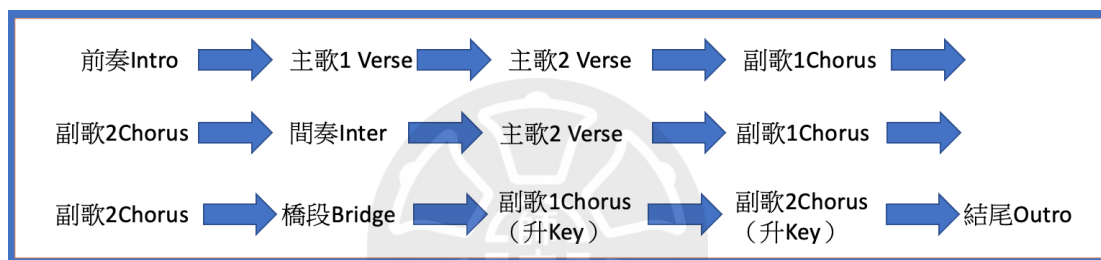 前奏Intro 主歌1 Verse 主歌2 Verse 副歌1Chorus
副歌2Chorus 間奏Inter 主歌2 Verse 副歌1Chorus
副歌2Chorus 橋段Bridge 副歌1Chorus 副歌2Chorus 結尾Outro
（升Key） （升Key）